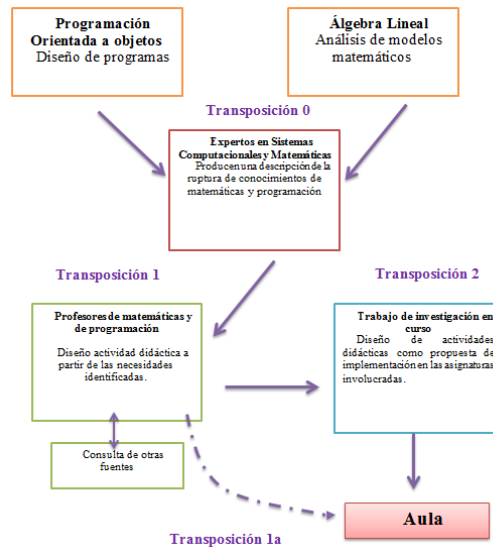 Programación
Orientada a objetos
Diseño de programas
Álgebra Lineal
Análisis de modelos
matemáticos
Transposición 0
Expertos en Sistemas
Computacionales y Matemáticas
Producen una descripción de la
ruptura de conocimientos de
matemáticas y programación
Transposición 1
Transposición 2
Profesores de matemáticas y
de programación
Diseño actividad didáctica a
partir de las necesidades
identificadas.
Trabajo de investigación en
curso
Diseño de actividades
didácticas como propuesta de
implementación en las asignaturas
involucradas.
Consulta de otras
fuentes
Aula
Transposición 1a